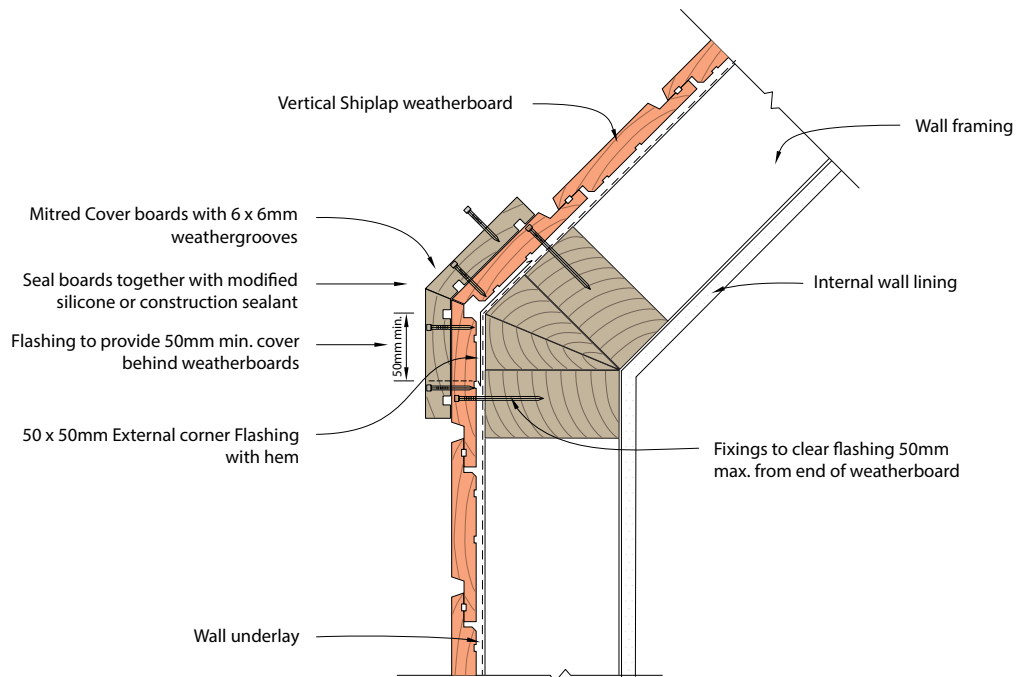 Vertical Shiplap weatherboard
Wall framing
Mitred Cover boards with 6 x 6mm
weathergrooves
Seal boards together with modified
silicone or construction sealant
Internal wall lining
Flashing to provide 50mm min. cover
behind weatherboards
50mm min.
50 x 50mm External corner Flashing
with hem
Fixings to clear flashing 50mm
max. from end of weatherboard
Wall underlay